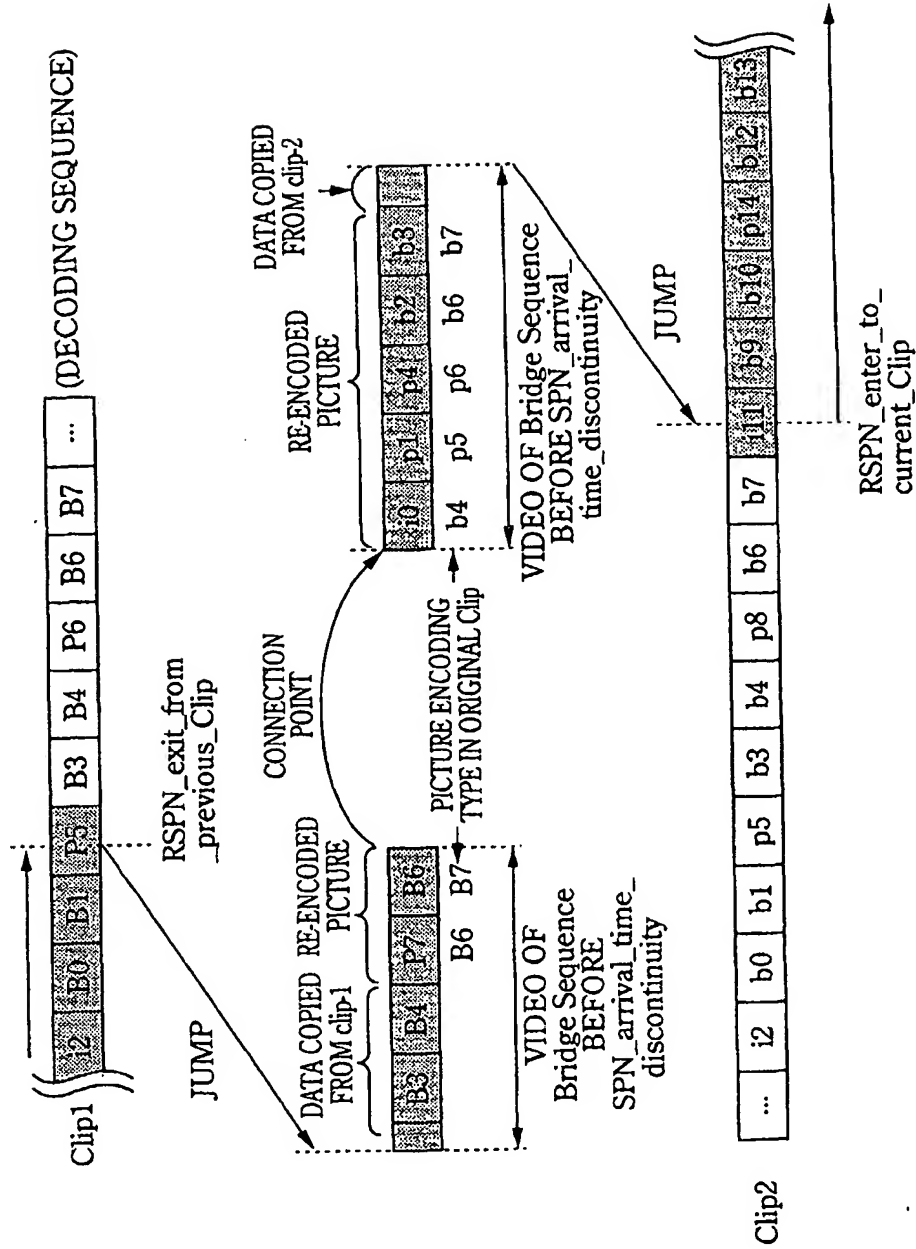 Clip1
i2 B0 B1 P5 B3 B4 P6 B6 B7 ... (DECODING SEQUENCE)
RSPN_exit_from
_previous_Clip
JUMP
DATA COPIED
FROM clip-1
RE-ENCODED
PICTURE
CONNECTION
POINT
RE-ENCODED
PICTURE
DATA COPIED
FROM clip-2
B3 B4 P7 B6
B6 B7
i0 p1 p4 b2 b3
b4 p5 p6 b6 b7
PICTURE ENCODING
TYPE IN ORIGINAL Clip
VIDEO OF
Bridge Sequence
BEFORE
SPN_arrival_time_
discontinuity
VIDEO OF Bridge Sequence
BEFORE SPN_arrival_
time_discontinuity
JUMP
Clip2
... i2 b0 b1 p5 b3 b4 p8 b6 b7 i11 b9 b10 p14 b12 b13
RSPN_enter_to_
current_Clip